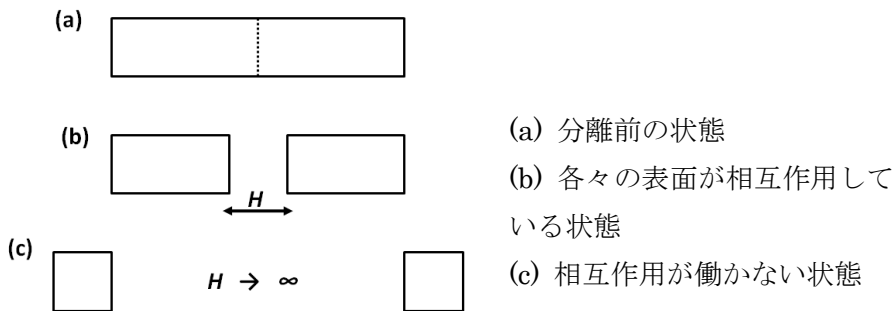 (a)
(b)
H
(c)
H → ∞
(a) 分離前の状態
(b) 各々の表面が相互作用して
いる状態
(c) 相互作用が働かない状態